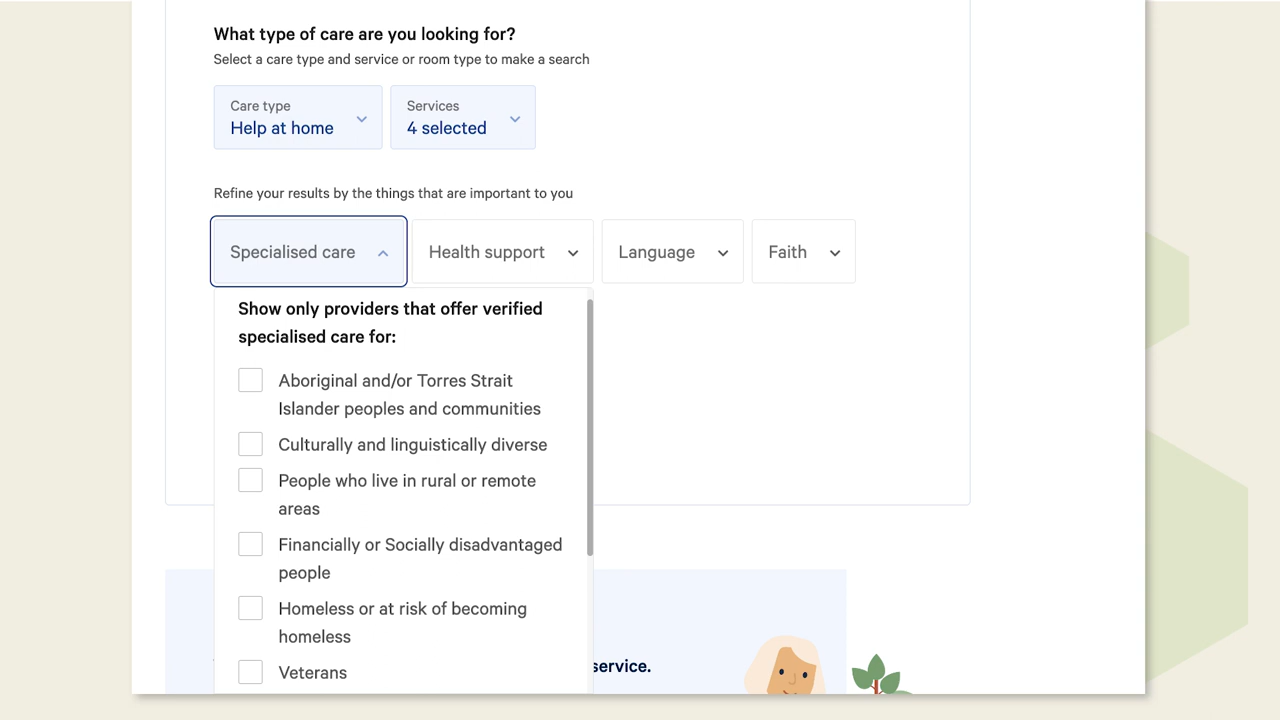 What type of care are you looking for?
Select a care type and service or room type to make a search
Care type
Help at home
Services
4 selected
Refine your results by the things that are important to you
Specialised care
Health support
Language
Faith
Show only providers that offer verified
specialised care for:
Aboriginal and/or Torres Strait
Islander peoples and communities
Culturally and linguistically diverse
People who live in rural or remote
areas
Financially or Socially disadvantaged
people
Homeless or at risk of becoming
homeless
Veterans
service.